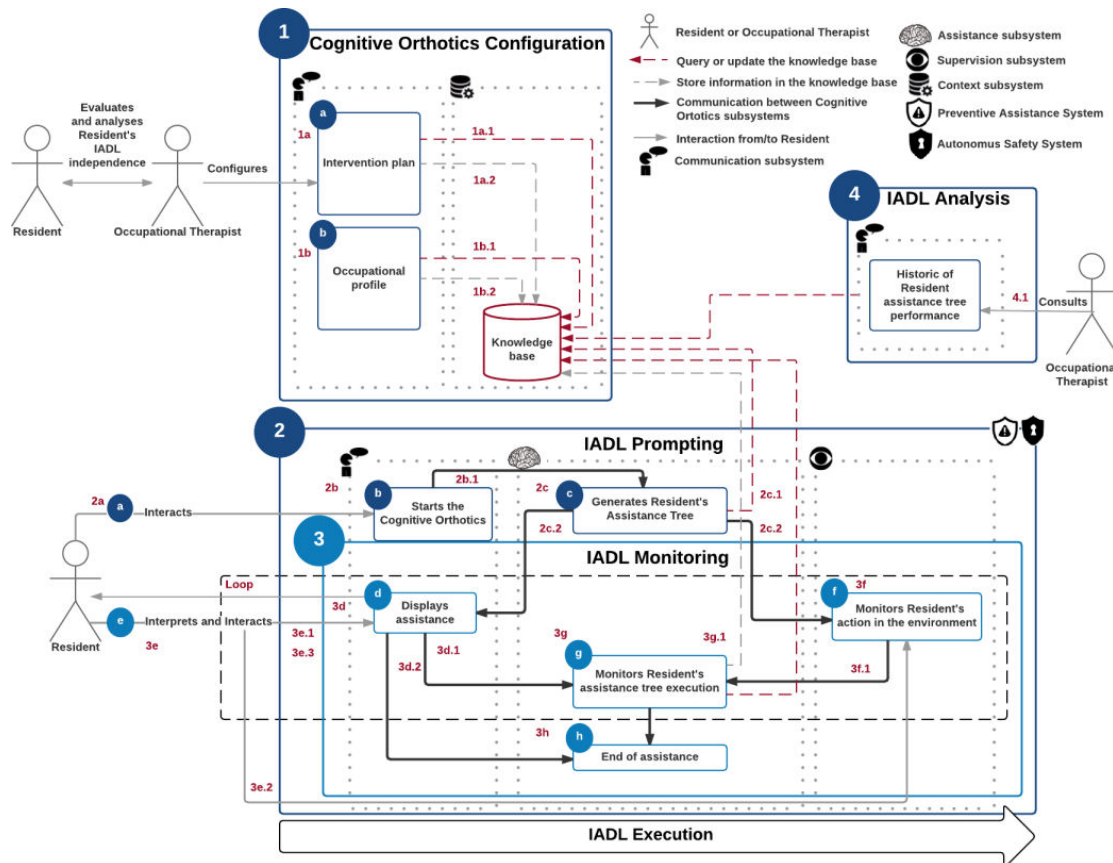 1
Cognitive Orthotics Configuration
Resident or Occupational Therapist
Query or update the knowledge base
Store information in the knowledge base
Communication between Cognitive
Ortotics subsystems
Interaction from/to Resident
Communication subsystem
Assistance subsystem
Supervision subsystem
Context subsystem
Preventive Assistance System
Autonomus Safety System
Evaluates
and analyses
Resident's
IADL
independence
Resident
Occupational Therapist
Configures
1a
a
Intervention plan
1a.1
1a.2
1b
b
Occupational
profile
1b.1
1b.2
Knowledge
base
4
IADL Analysis
Historic of
Resident
assistance tree
performance
4.1
Consults
Occupational
Therapist
2
IADL Prompting
2a
a
Interacts
2b
b
Starts the
Cognitive Orthotics
2b.1
2c
c
Generates Resident's
Assistance Tree
2c.1
2c.2
2c.2
3
IADL Monitoring
Loop
3d
d
Displays
assistance
3d.1
3d.2
Resident
e
Interprets and Interacts
3e
3e.1
3e.3
3f
f
Monitors Resident's
action in the environment
3f.1
3g
g
Monitors Resident's
assistance tree execution
3g.1
3h
h
End of assistance
3e.2
IADL Execution